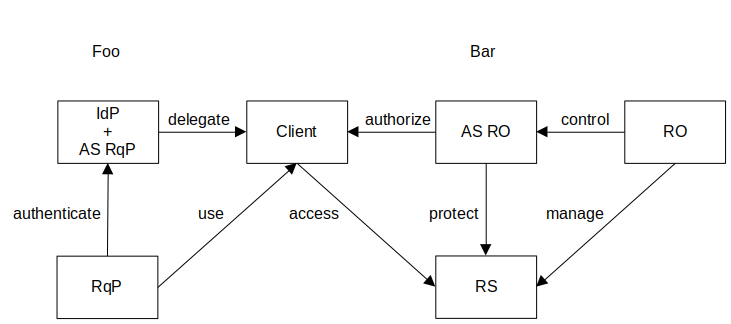 Foo
Bar
IdP
+
AS RqP
delegate
Client
authorize
AS RO
control
RO
authenticate
use
access
protect
manage
RqP
RS